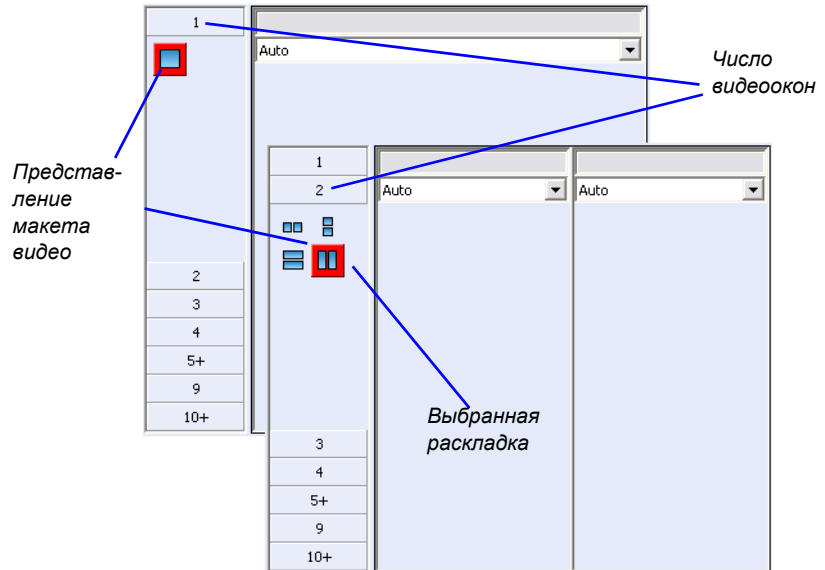 1
Auto
Число
видеоокон
Представ-
ление
макета
видео
2
3
4
5+
9
10+
1
2
Auto
Auto
Выбранная
раскладка
3
4
5+
9
10+